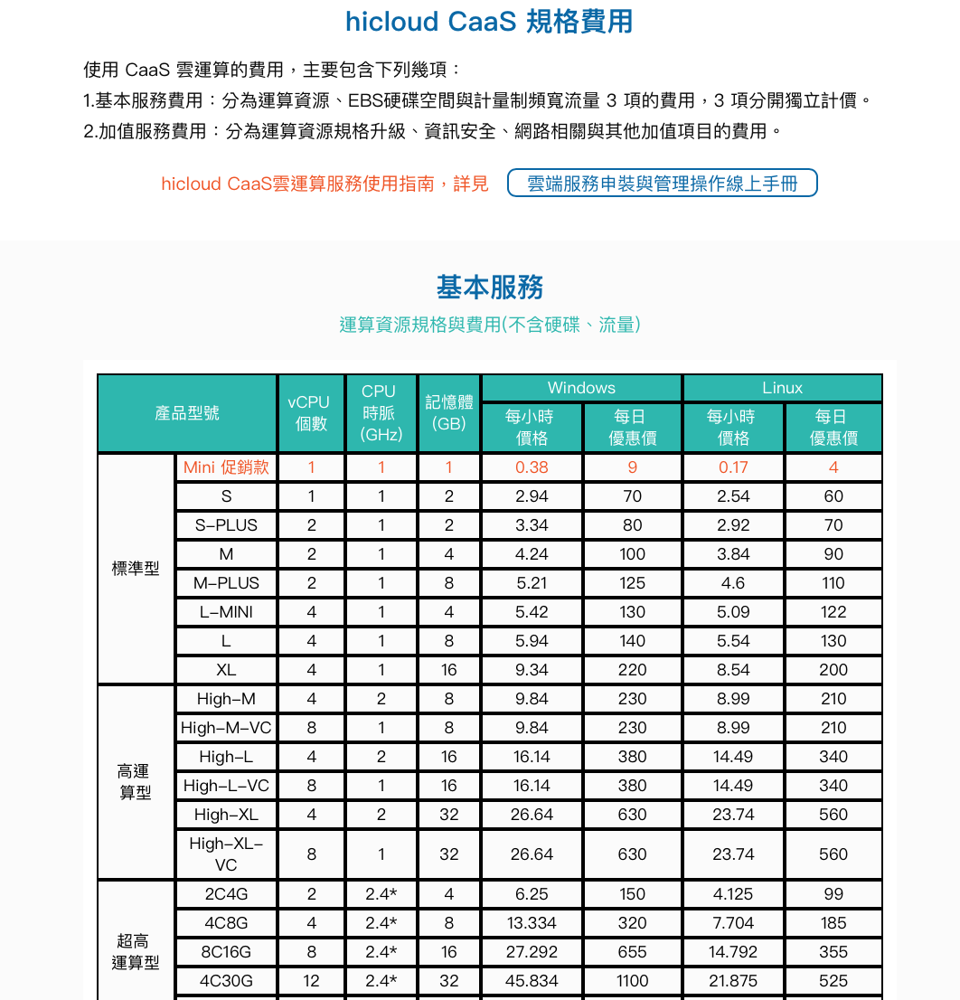 hicloud CaaS 規格費用
使用 CaaS 雲運算的費用，主要包含下列幾項：
1.基本服務費用：分為運算資源、EBS硬碟空間與計量制頻寬流量 3 項的費用，3 項分開獨立計價。
2.加值服務費用：分為運算資源規格升級、資訊安全、網路相關與其他加值項目的費用。
hicloud CaaS雲運算服務使用指南，詳見 雲端服務申裝與管理操作線上手冊
基本服務
運算資源規格與費用(不含硬碟、流量)
產品型號 vCPU 個數 CPU 時脈 (GHz) 記憶體 (GB) Windows Linux
每小時 價格 每日 優惠價 每小時 價格 每日 優惠價
標準型
Mini 促銷款 1 1 1 0.38 9 0.17 4
S 1 1 2 2.94 70 2.54 60
S-PLUS 2 1 2 3.34 80 2.92 70
M 2 1 4 4.24 100 3.84 90
M-PLUS 2 1 8 5.21 125 4.6 110
L-MINI 4 1 4 5.42 130 5.09 122
L 4 1 8 5.94 140 5.54 130
XL 4 1 16 9.34 220 8.54 200
高運算型
High-M 4 2 8 9.84 230 8.99 210
High-M-VC 8 1 8 9.84 230 8.99 210
High-L 4 2 16 16.14 380 14.49 340
High-L-VC 8 1 16 16.14 380 14.49 340
High-XL 4 2 32 26.64 630 23.74 560
High-XL-VC 8 1 32 26.64 630 23.74 560
超高運算型
2C4G 2 2.4* 4 6.25 150 4.125 99
4C8G 4 2.4* 8 13.334 320 7.704 185
8C16G 8 2.4* 16 27.292 655 14.792 355
4C30G 12 2.4* 32 45.834 1100 21.875 525